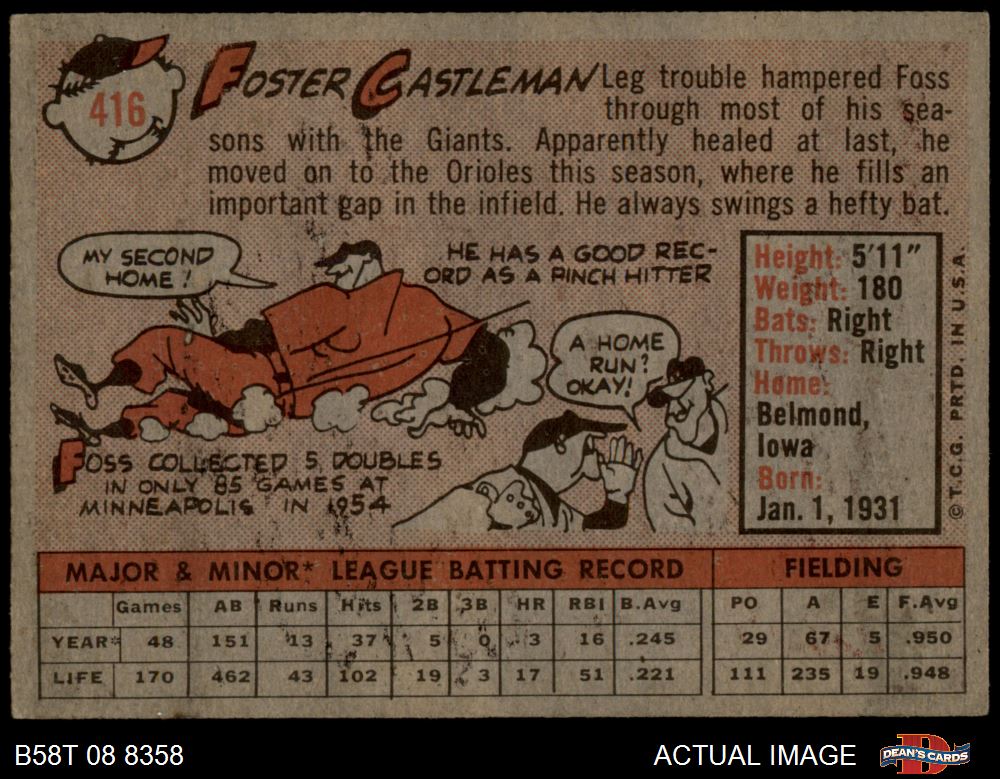 416
FOSTER CASTLEMAN
Leg trouble hampered Foss
through most of his sea-
sons with the Giants. Apparently healed at last, he
moved on to the Orioles this season, where he fills an
important gap in the infield. He always swings a hefty bat.
MY SECOND
HOME!
HE HAS A GOOD REC-
ORD AS A PINCH HITTER
A HOME
RUN?
OKAY!
FOSS COLLECTED 5 DOUBLES
IN ONLY 85 GAMES AT
MINNEAPOLIS IN 1954
Height: 5'11"
Weight: 180
Bats: Right
Throws: Right
Home:
Belmond,
Iowa
Born:
Jan. 1, 1931
© T.C.G. PRTD. IN U.S.A.
MAJOR & MINOR* LEAGUE BATTING RECORD FIELDING
Games AB Runs Hits 2B 3B HR RBI B.Avg PO A E F.Avg
YEAR* 48 151 13 37 5 0 3 16 .245 29 67 5 .950
LIFE 170 462 43 102 19 3 17 51 .221 111 235 19 .948
B58T 08 8358 ACTUAL IMAGE DEAN'S CARDS